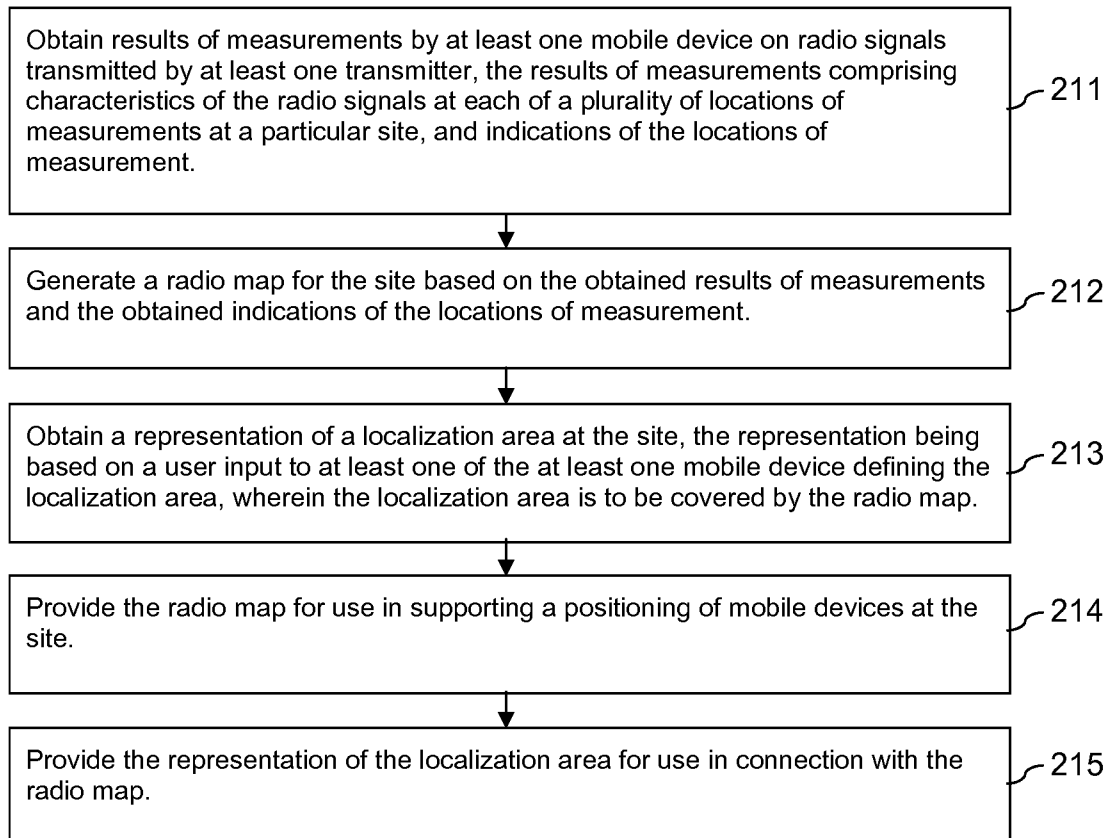 Obtain results of measurements by at least one mobile device on radio signals
transmitted by at least one transmitter, the results of measurements comprising
characteristics of the radio signals at each of a plurality of locations of
measurements at a particular site, and indications of the locations of
measurement.
211
Generate a radio map for the site based on the obtained results of measurements
and the obtained indications of the locations of measurement.
212
Obtain a representation of a localization area at the site, the representation being
based on a user input to at least one of the at least one mobile device defining the
localization area, wherein the localization area is to be covered by the radio map.
213
Provide the radio map for use in supporting a positioning of mobile devices at the
site.
214
Provide the representation of the localization area for use in connection with the
radio map.
215